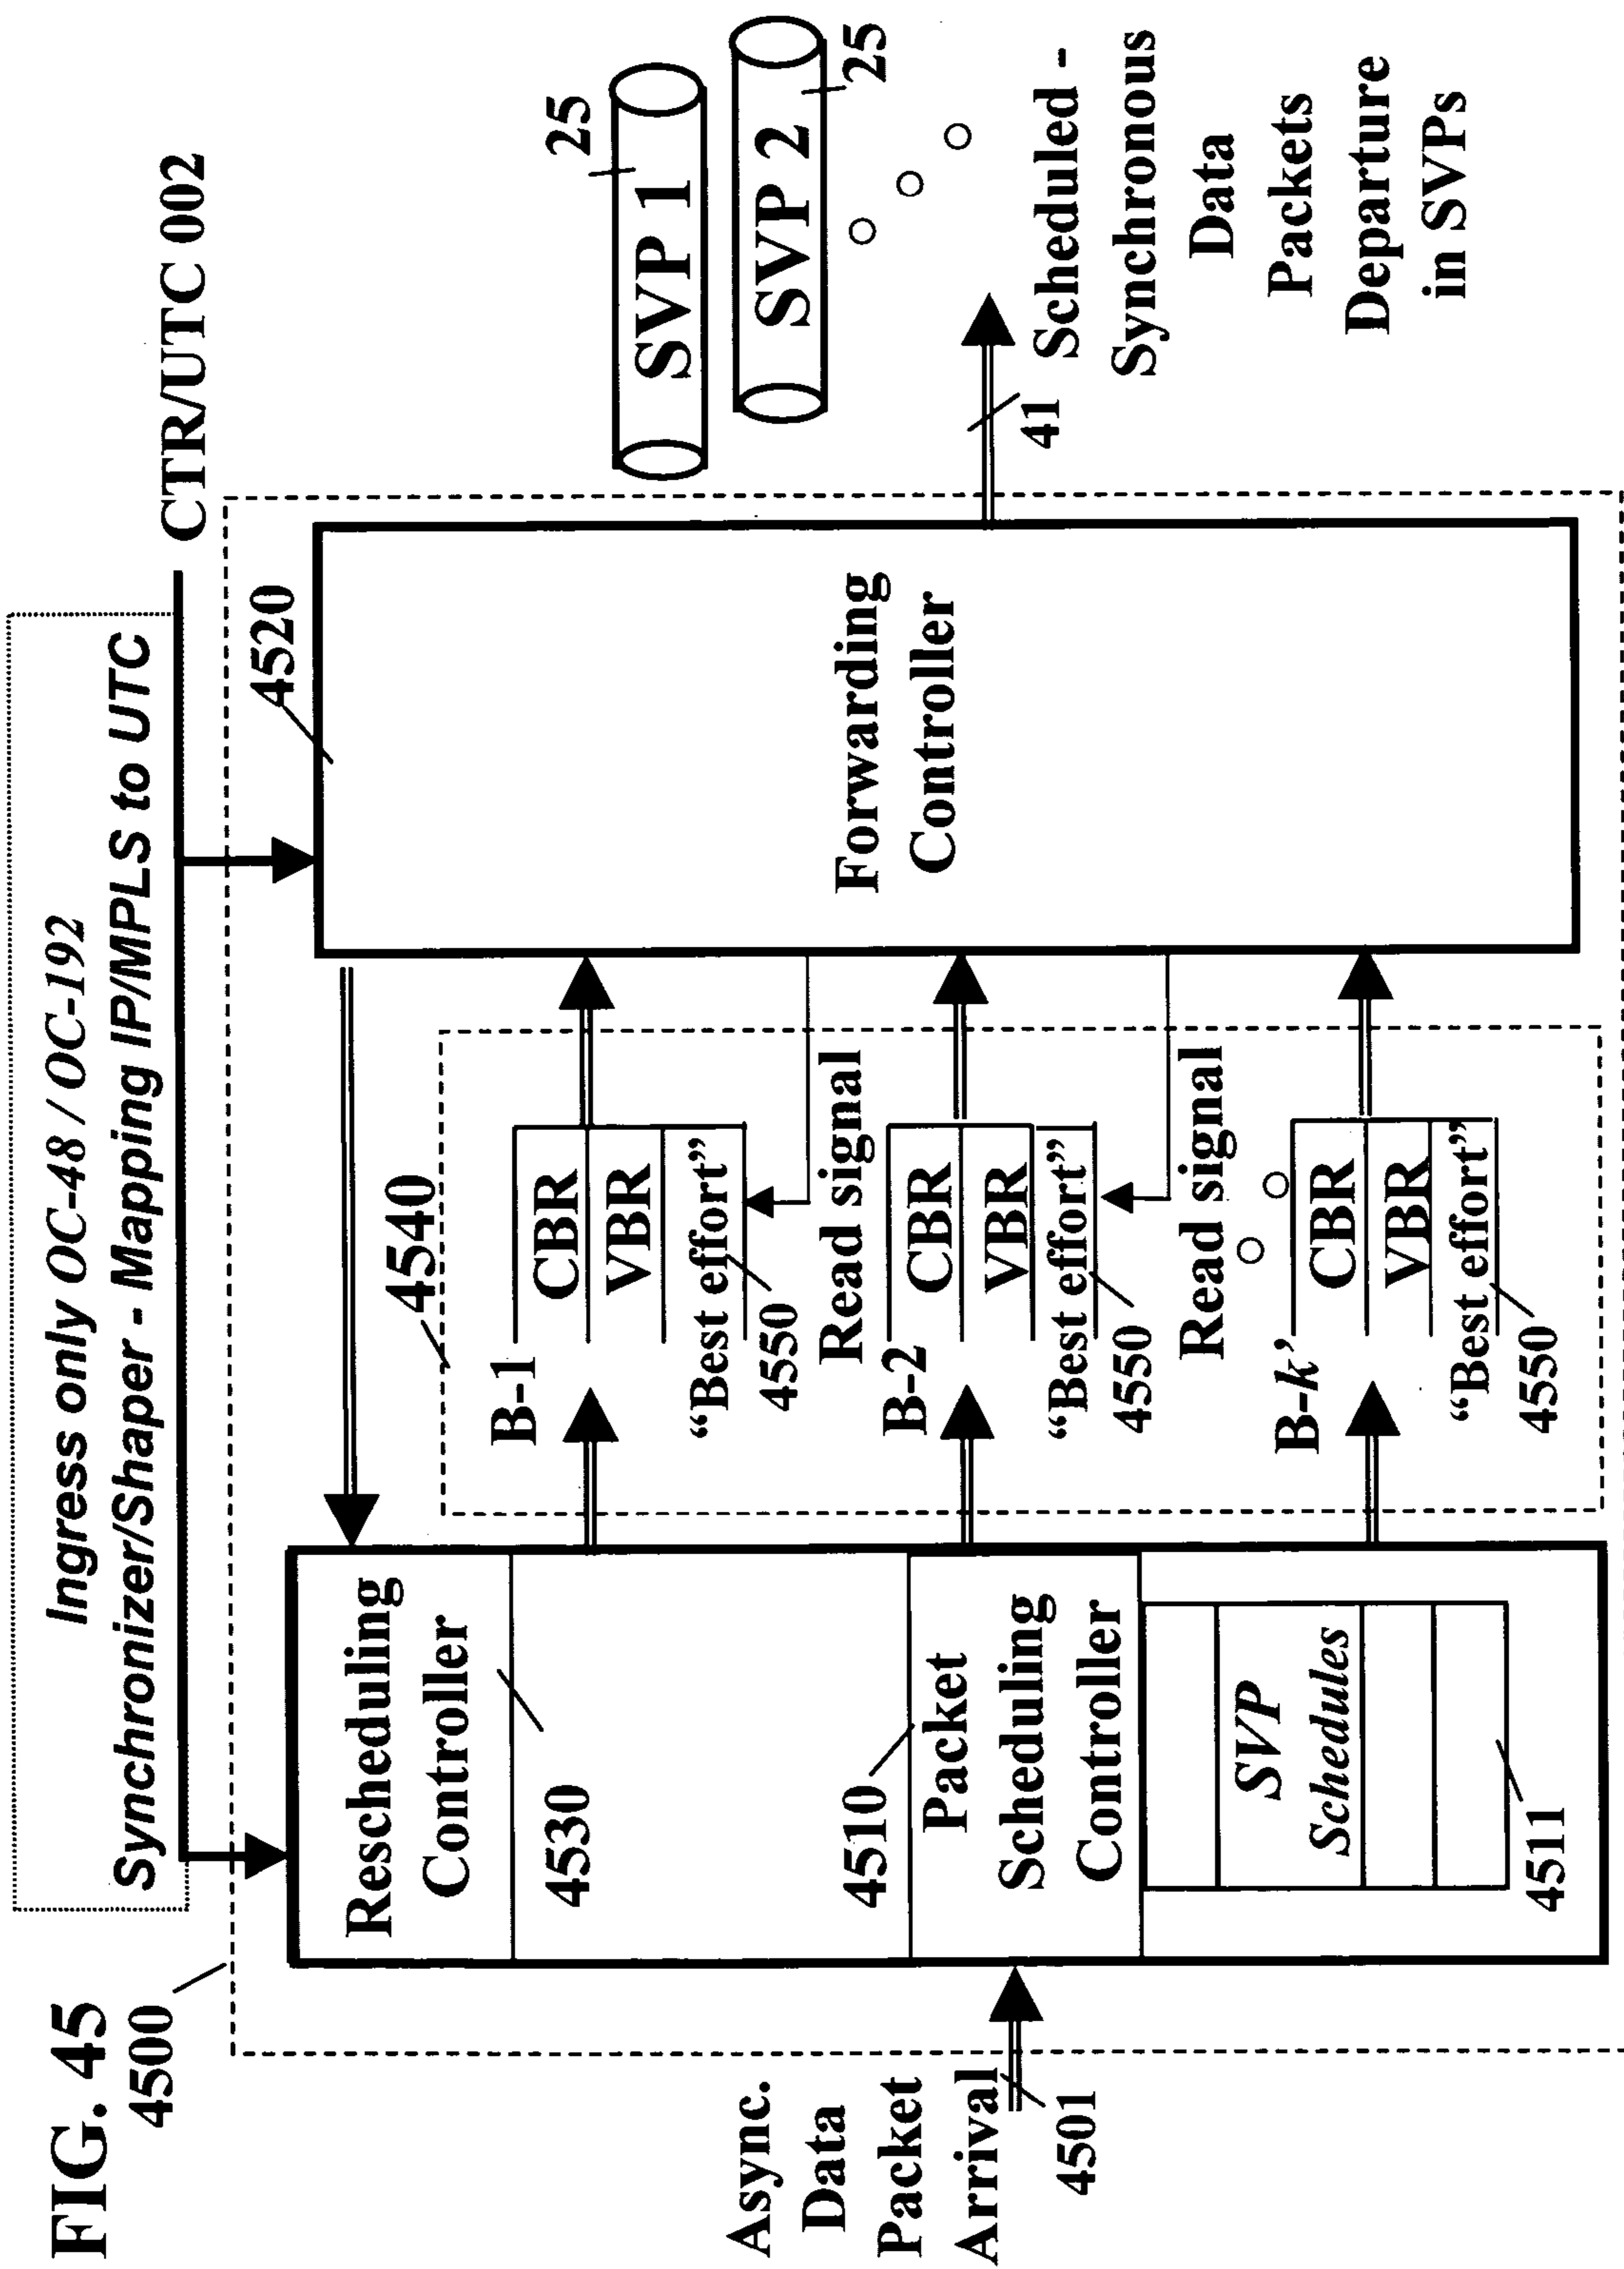 FIG. 45
4500
Ingress only OC-48 / OC-192
Synchronizer/Shaper - Mapping IP/MPLS to UTC
CTR/UTC 002
Async.
Data
Packet
Arrival
4501
Rescheduling
Controller
4530
4510
Packet
Scheduling
Controller
SVP
Schedules
4511
4540
B-1
CBR
VBR
“Best effort”
4550
Read signal
B-2
CBR
VBR
“Best effort”
4550
Read signal
B-k’
CBR
VBR
“Best effort”
4550
4520
Forwarding
Controller
25
SVP 1
SVP 2
25
41
Scheduled -
Synchronous
Data
Packets
Departure
in SVPs